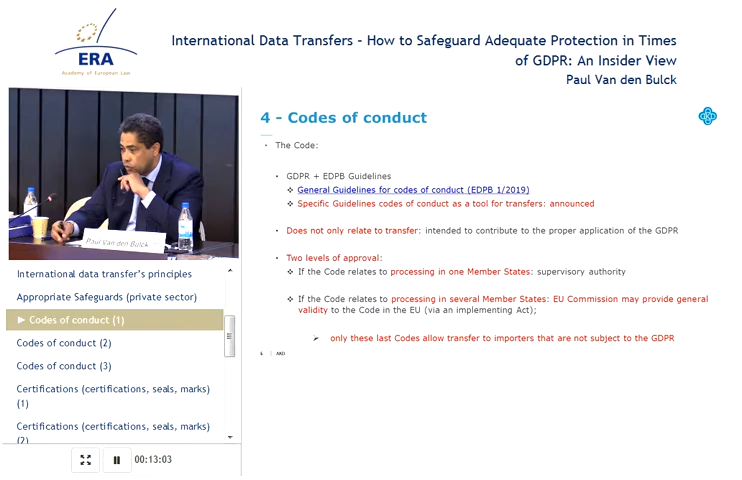 ERA
Academy of European Law
International Data Transfers – How to Safeguard Adequate Protection in Times
of GDPR: An Insider View
Paul Van den Bulck
Paul Van den Bulck
International data transfer's principles
Appropriate Safeguards (private sector)
► Codes of conduct (1)
Codes of conduct (2)
Codes of conduct (3)
Certifications (certifications, seals, marks)
(1)
Certifications (certifications, seals, marks)
(2)
00:13:03
4 - Codes of conduct
• The Code:
• GDPR + EDPB Guidelines
❖ General Guidelines for codes of conduct (EDPB 1/2019)
❖ Specific Guidelines codes of conduct as a tool for transfers: announced
• Does not only relate to transfer: intended to contribute to the proper application of the GDPR
• Two levels of approval:
❖ If the Code relates to processing in one Member States: supervisory authority
❖ If the Code relates to processing in several Member States: EU Commission may provide general
validity to the Code in the EU (via an implementing Act);
➢ only these last Codes allow transfer to importers that are not subject to the GDPR
6 | AKD